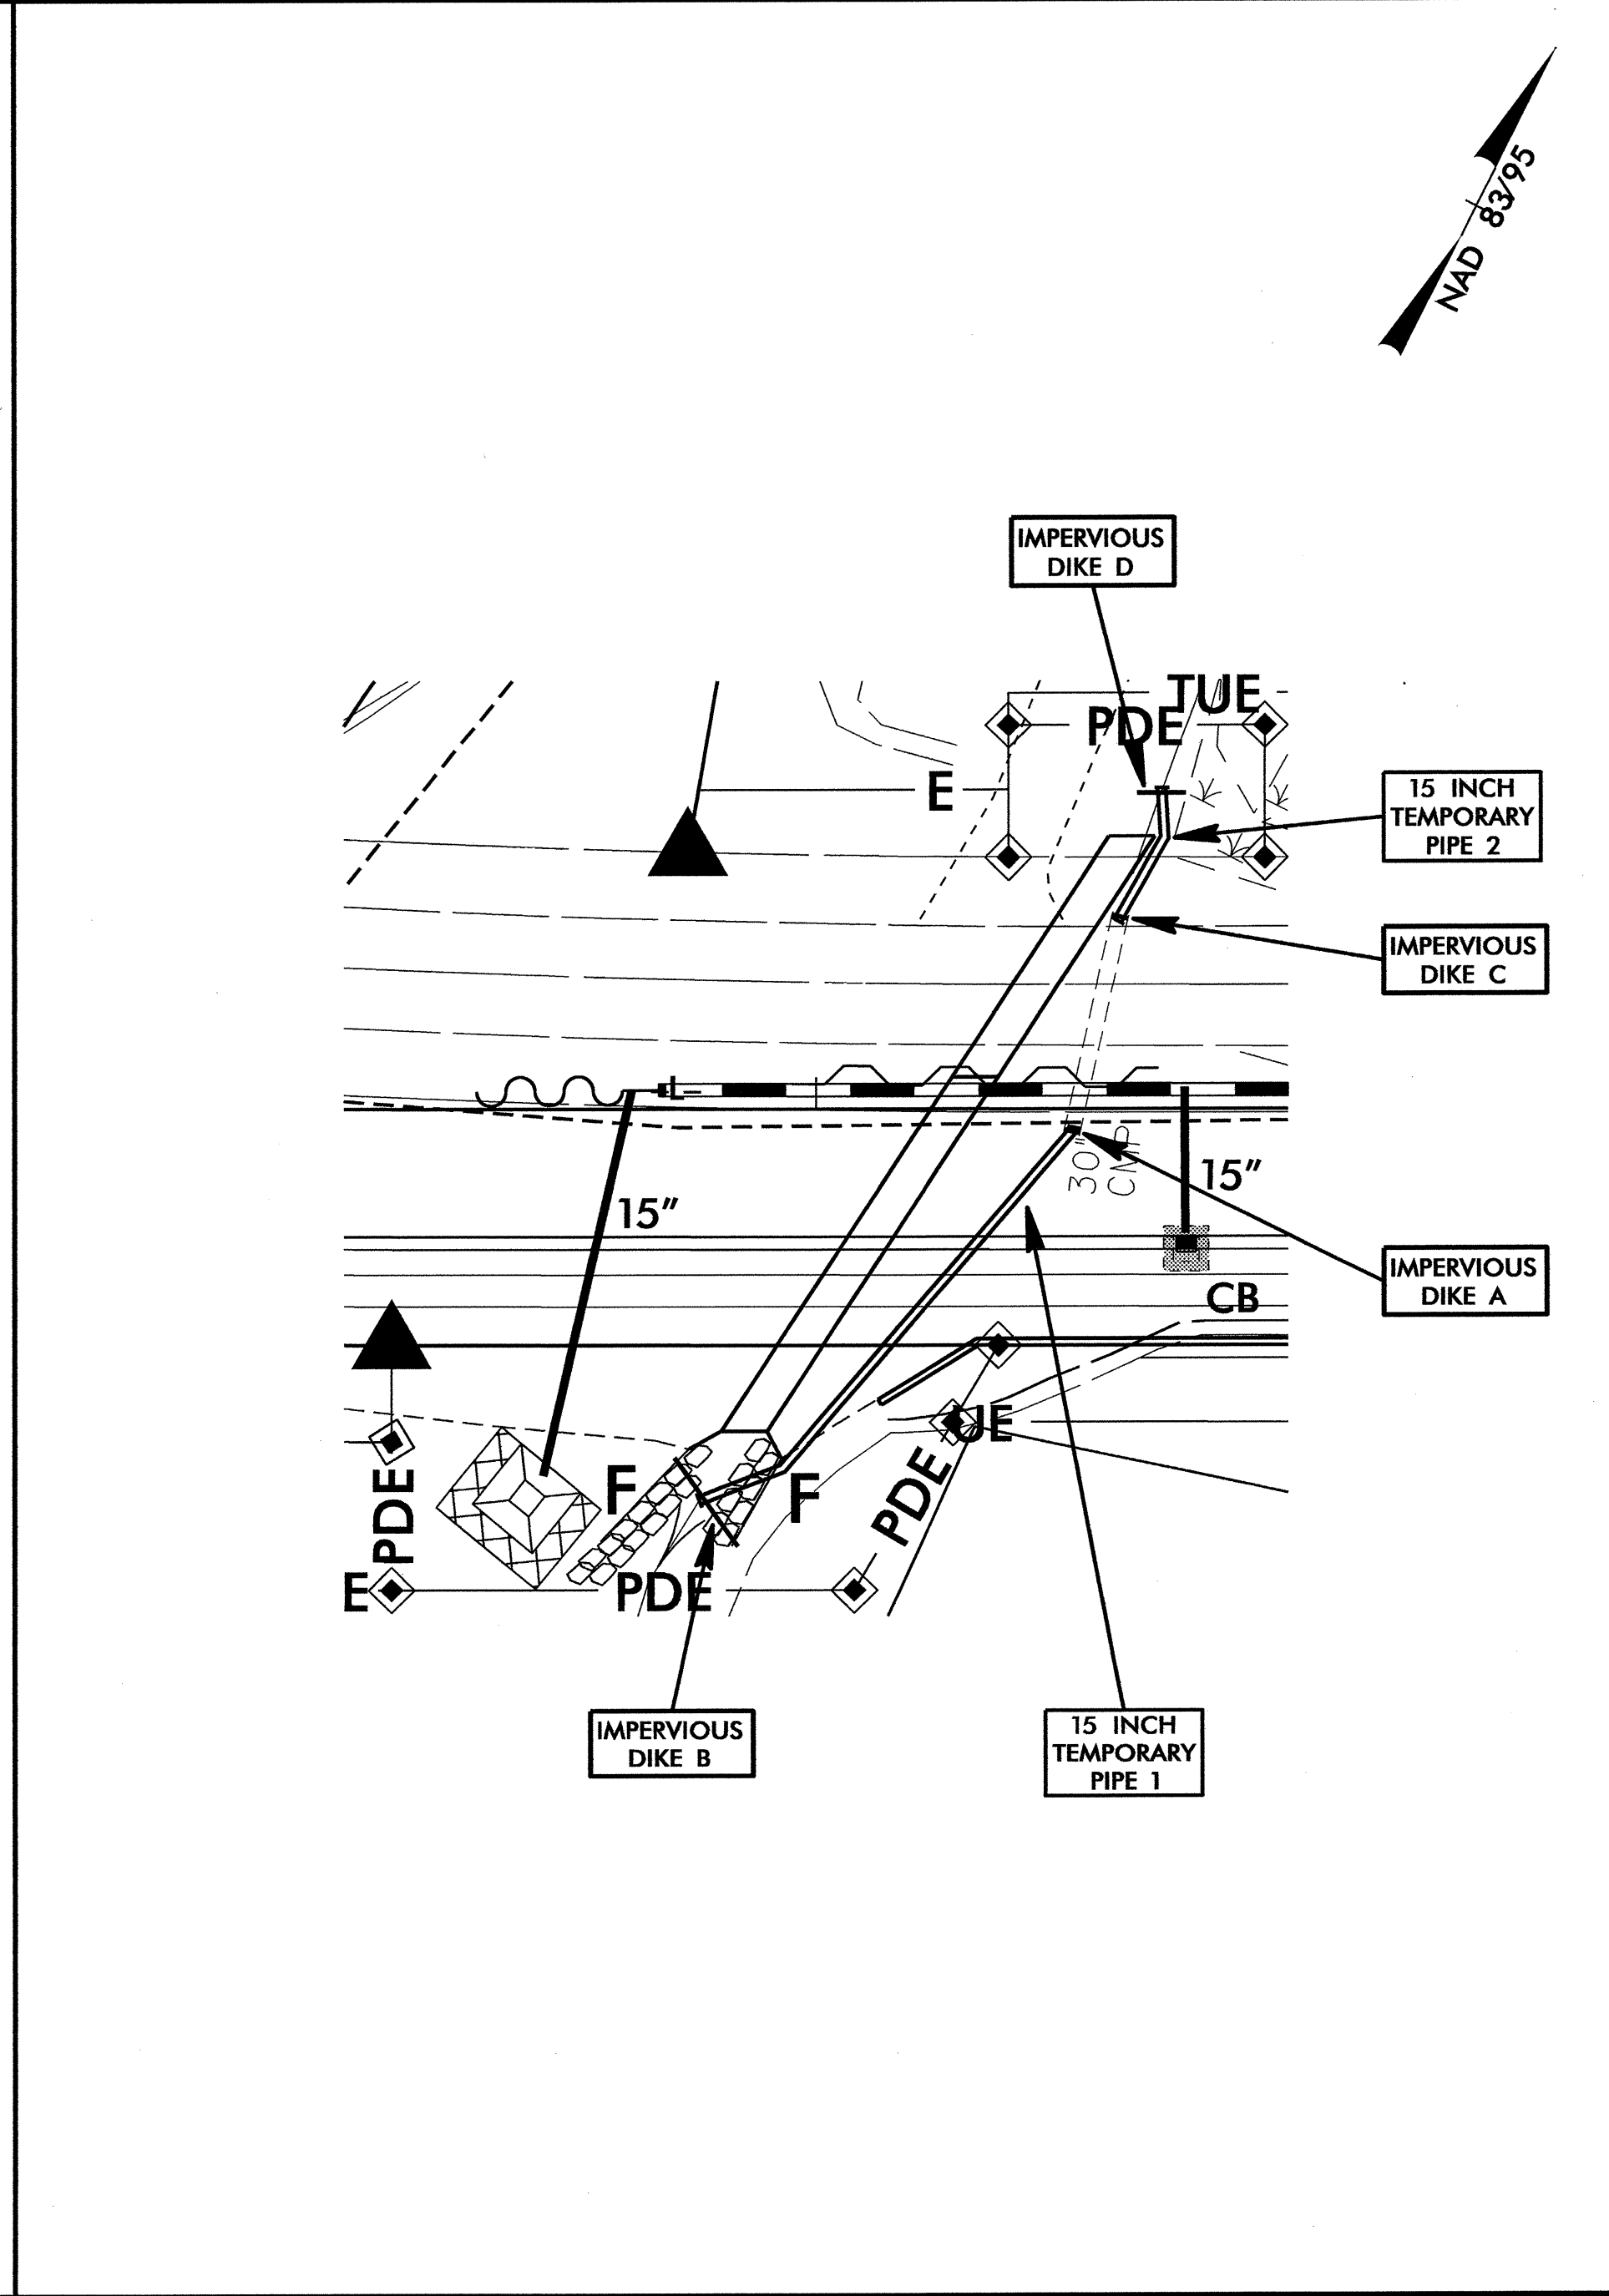 NAD 83/95
IMPERVIOUS
DIKE D
TUE
PDE
E
15 INCH
TEMPORARY
PIPE 2
IMPERVIOUS
DIKE C
L
30"
CMP
15"
15"
IMPERVIOUS
DIKE A
CB
UE
PDE
F
F
PDE
E
PDE
IMPERVIOUS
DIKE B
15 INCH
TEMPORARY
PIPE 1